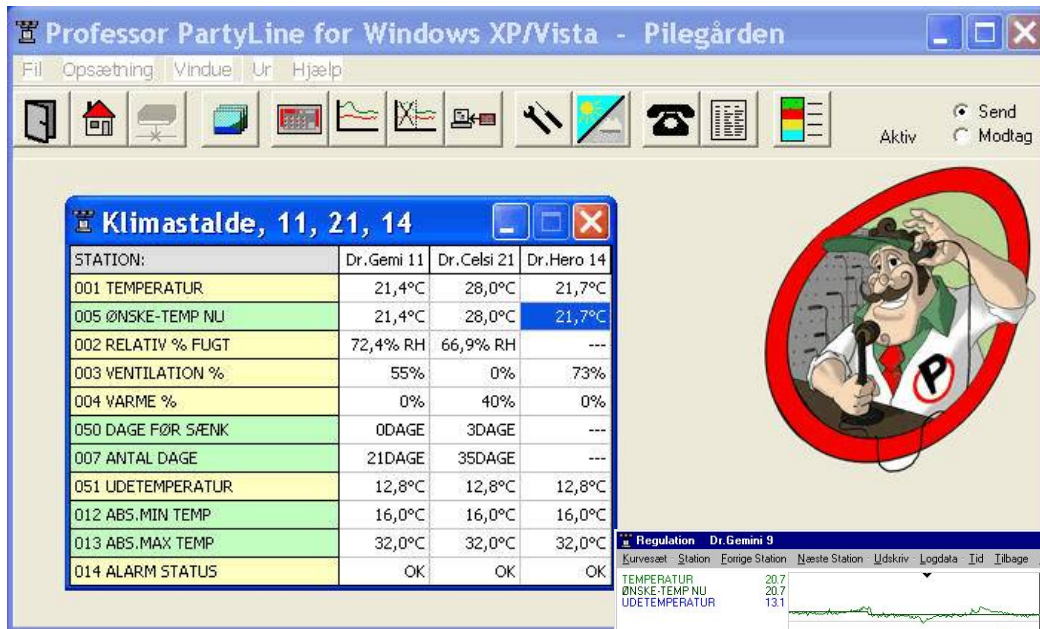 Professor PartyLine for Windows XP/Vista - Pilegården
Fil Opsætning Vindue Ur Hjælp
Aktiv
Send
Modtag
Klimastalde, 11, 21, 14
STATION: Dr.Gemi 11 Dr.Celsi 21 Dr.Hero 14
001 TEMPERATUR 21,4°C 28,0°C 21,7°C
005 ØNSKE-TEMP NU 21,4°C 28,0°C 21,7°C
002 RELATIV % FUGT 72,4% RH 66,9% RH ---
003 VENTILATION % 55% 0% 73%
004 VARME % 0% 40% 0%
050 DAGE FØR SÆNK 0DAGE 3DAGE ---
007 ANTAL DAGE 21DAGE 35DAGE ---
051 UDETEMPERATUR 12,8°C 12,8°C 12,8°C
012 ABS.MIN TEMP 16,0°C 16,0°C 16,0°C
013 ABS.MAX TEMP 32,0°C 32,0°C 32,0°C
014 ALARM STATUS OK OK OK
P
Regulation Dr.Gemini 9
Kurvesæt Station Forrige Station Næste Station Udskriv Logdata Tid Tilbage
TEMPERATUR 20.7
ØNSKE-TEMP NU 20.7
UDETEMPERATUR 13.1